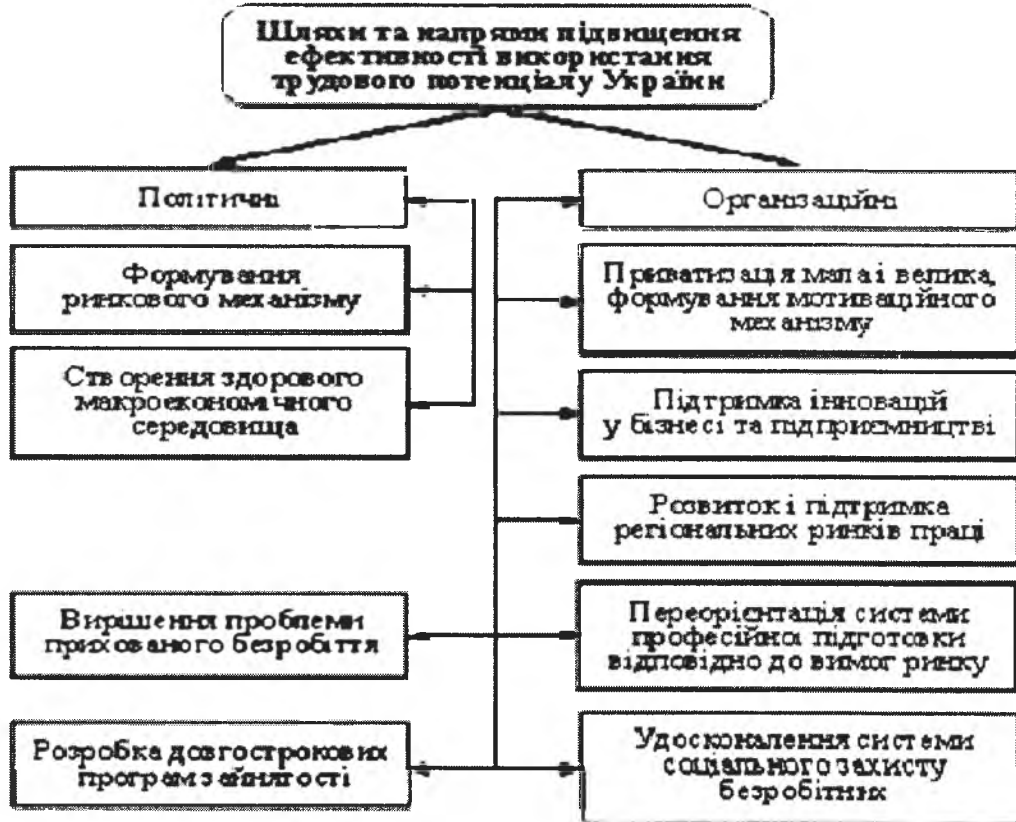 Шляхи та напрями підвищення
ефективності використання
трудового потенціалу України
Політичні
Організаційні
Формування
ринкового механізму
Приватизація мала і велика,
формування мотиваційного
механізму
Створення здорового
макроекономічного
середовища
Підтримка інновацій
у бізнесі та підприємництві
Розвиток і підтримка
регіональних ринків праці
Вирішення проблеми
прихованого безробіття
Переорієнтація системи
професійної підготовки
відповідно до вимог ринку
Розробка довгострокових
програм зайнятості
Удосконалення системи
соціального захисту
безробітних